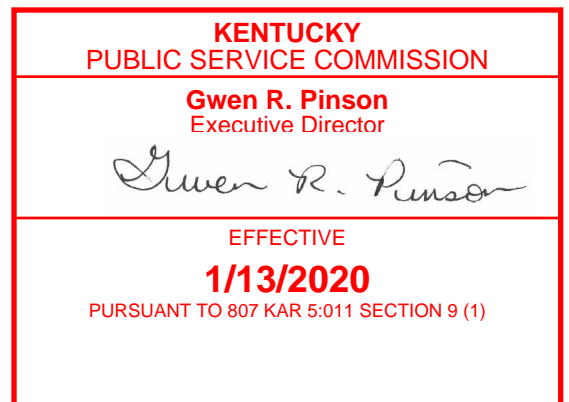 KENTUCKY
PUBLIC SERVICE COMMISSION
Gwen R. Pinson
Executive Director
Gwen R. Pinson
EFFECTIVE
1/13/2020
PURSUANT TO 807 KAR 5:011 SECTION 9 (1)